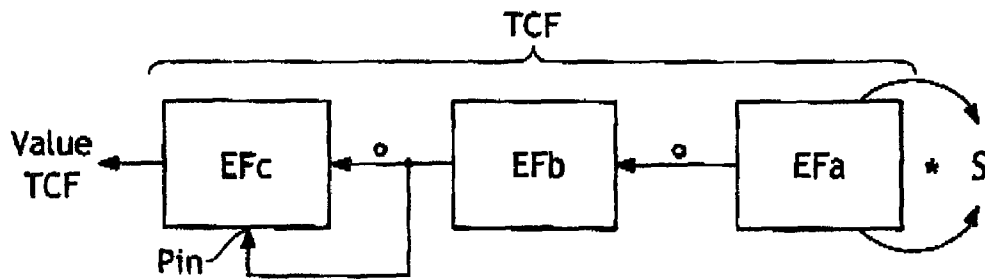 TCF
Value
TCF
EFc
o
EFb
o
EFa
*
S
Pin